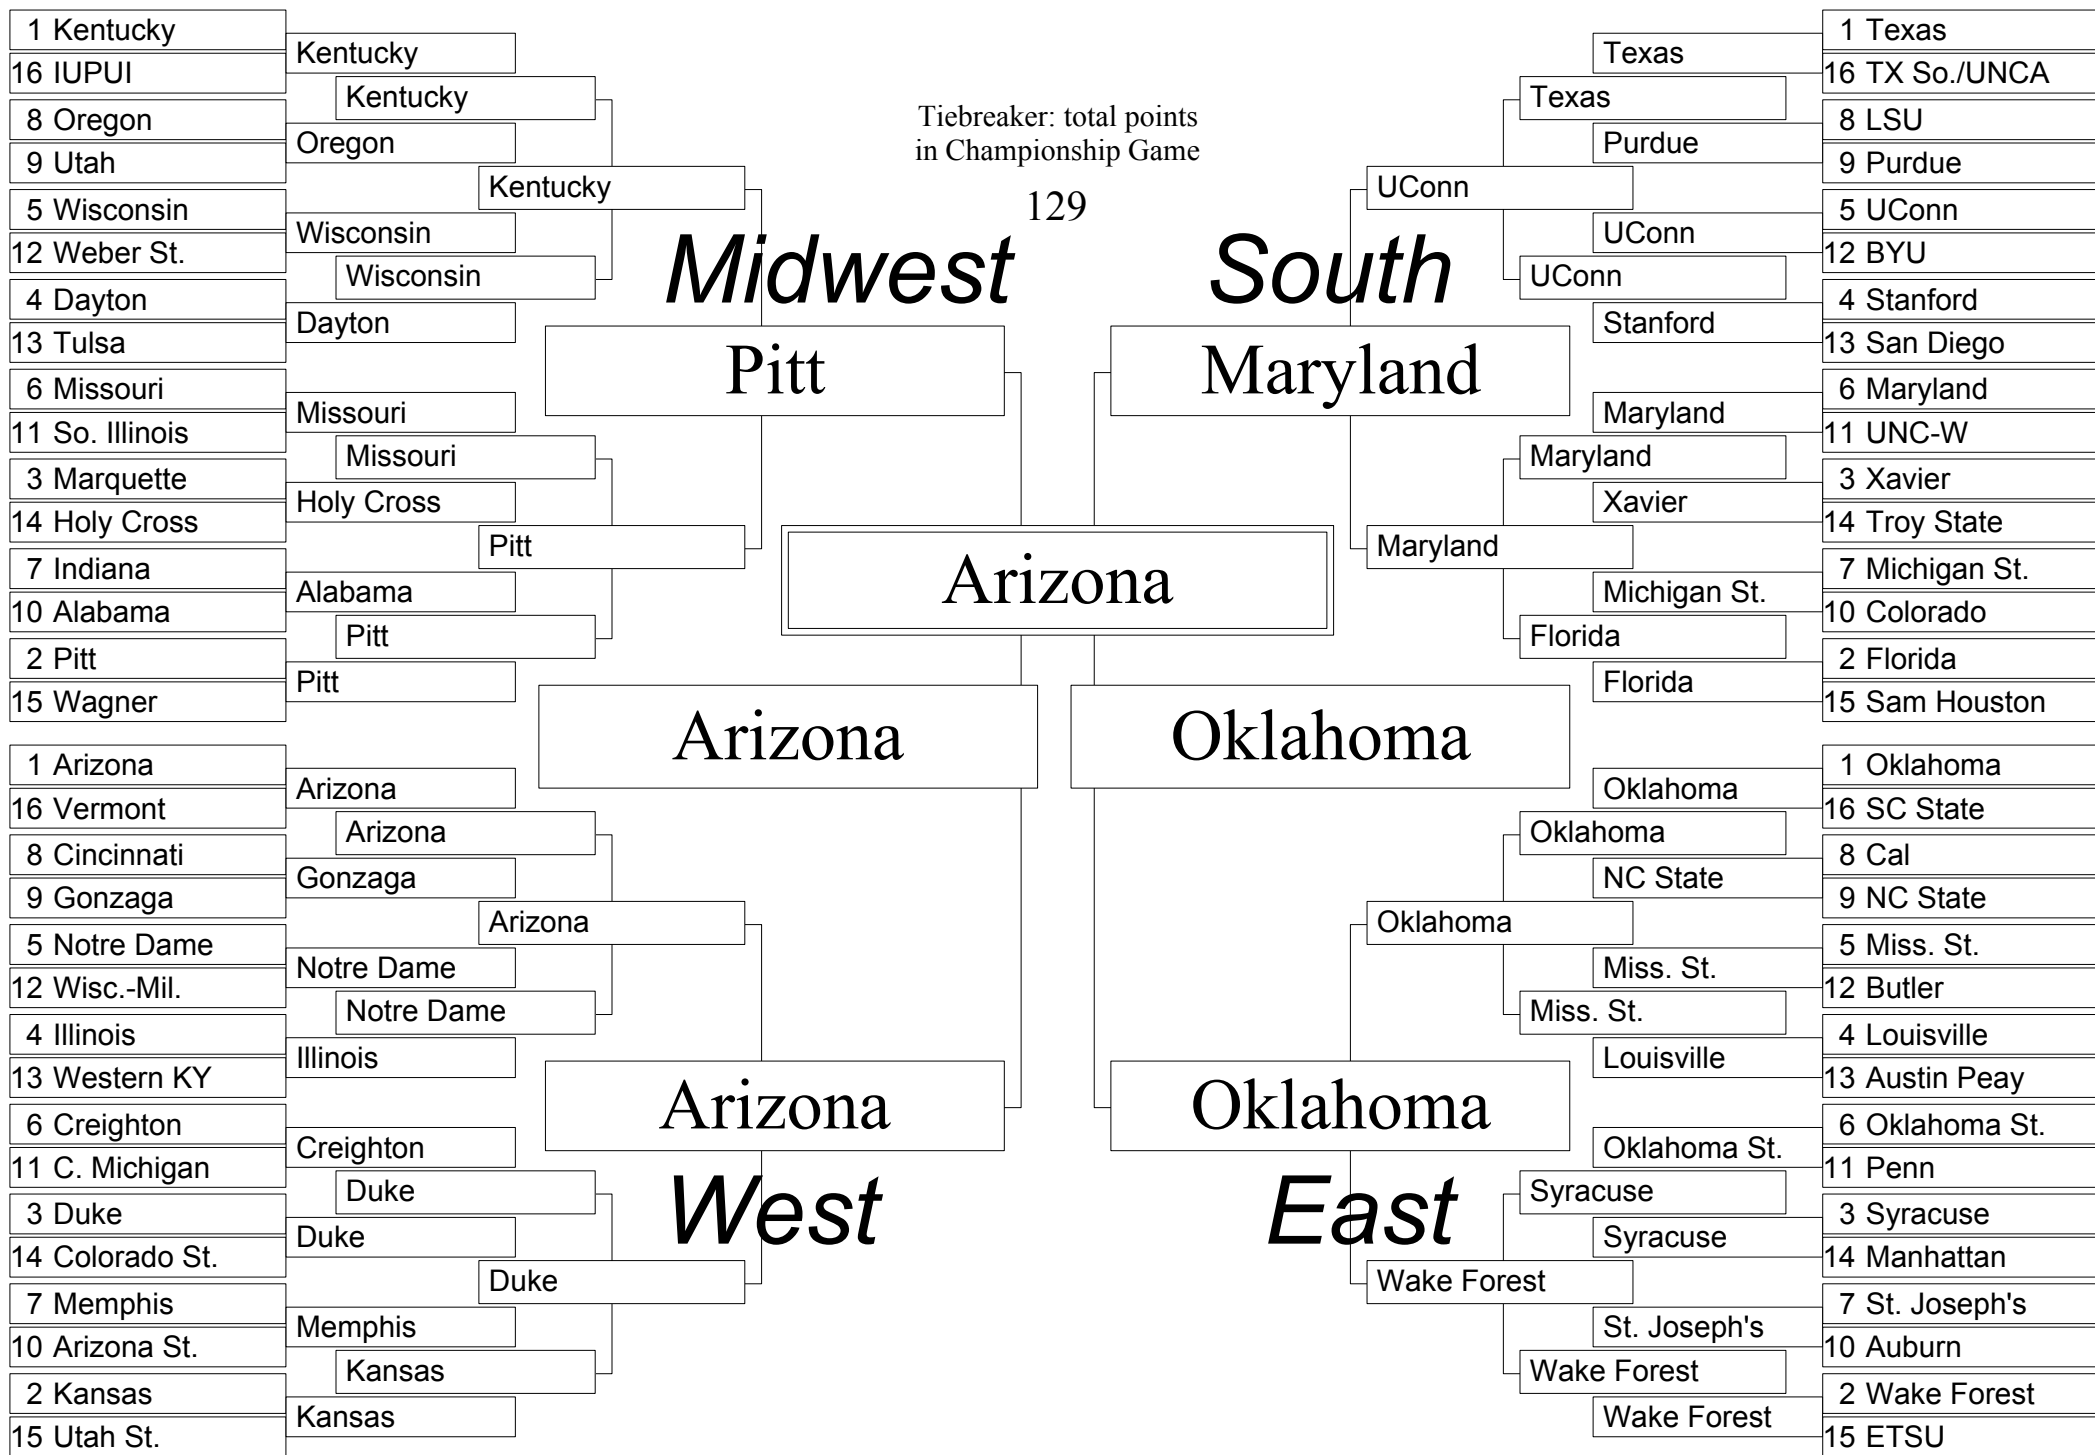 1 Kentucky
16 IUPUI
8 Oregon
9 Utah
5 Wisconsin
12 Weber St.
4 Dayton
13 Tulsa
6 Missouri
11 So. Illinois
3 Marquette
14 Holy Cross
7 Indiana
10 Alabama
2 Pitt
15 Wagner
Kentucky
Oregon
Wisconsin
Dayton
Missouri
Holy Cross
Alabama
Pitt
Kentucky
Wisconsin
Missouri
Pitt
Kentucky
Pitt
Midwest
Pitt
1 Arizona
16 Vermont
8 Cincinnati
9 Gonzaga
5 Notre Dame
12 Wisc.-Mil.
4 Illinois
13 Western KY
6 Creighton
11 C. Michigan
3 Duke
14 Colorado St.
7 Memphis
10 Arizona St.
2 Kansas
15 Utah St.
Arizona
Gonzaga
Notre Dame
Illinois
Creighton
Duke
Memphis
Kansas
Arizona
Notre Dame
Duke
Kansas
Arizona
Duke
Arizona
West
Tiebreaker: total points
in Championship Game
129
Arizona
Arizona
Oklahoma
South
Maryland
UConn
Maryland
Texas
UConn
Maryland
Florida
Texas
Purdue
UConn
Stanford
Maryland
Xavier
Michigan St.
Florida
1 Texas
16 TX So./UNCA
8 LSU
9 Purdue
5 UConn
12 BYU
4 Stanford
13 San Diego
6 Maryland
11 UNC-W
3 Xavier
14 Troy State
7 Michigan St.
10 Colorado
2 Florida
15 Sam Houston
Oklahoma
East
Oklahoma
Wake Forest
Oklahoma
Miss. St.
Syracuse
Wake Forest
Oklahoma
NC State
Miss. St.
Louisville
Oklahoma St.
Syracuse
St. Joseph's
Wake Forest
1 Oklahoma
16 SC State
8 Cal
9 NC State
5 Miss. St.
12 Butler
4 Louisville
13 Austin Peay
6 Oklahoma St.
11 Penn
3 Syracuse
14 Manhattan
7 St. Joseph's
10 Auburn
2 Wake Forest
15 ETSU